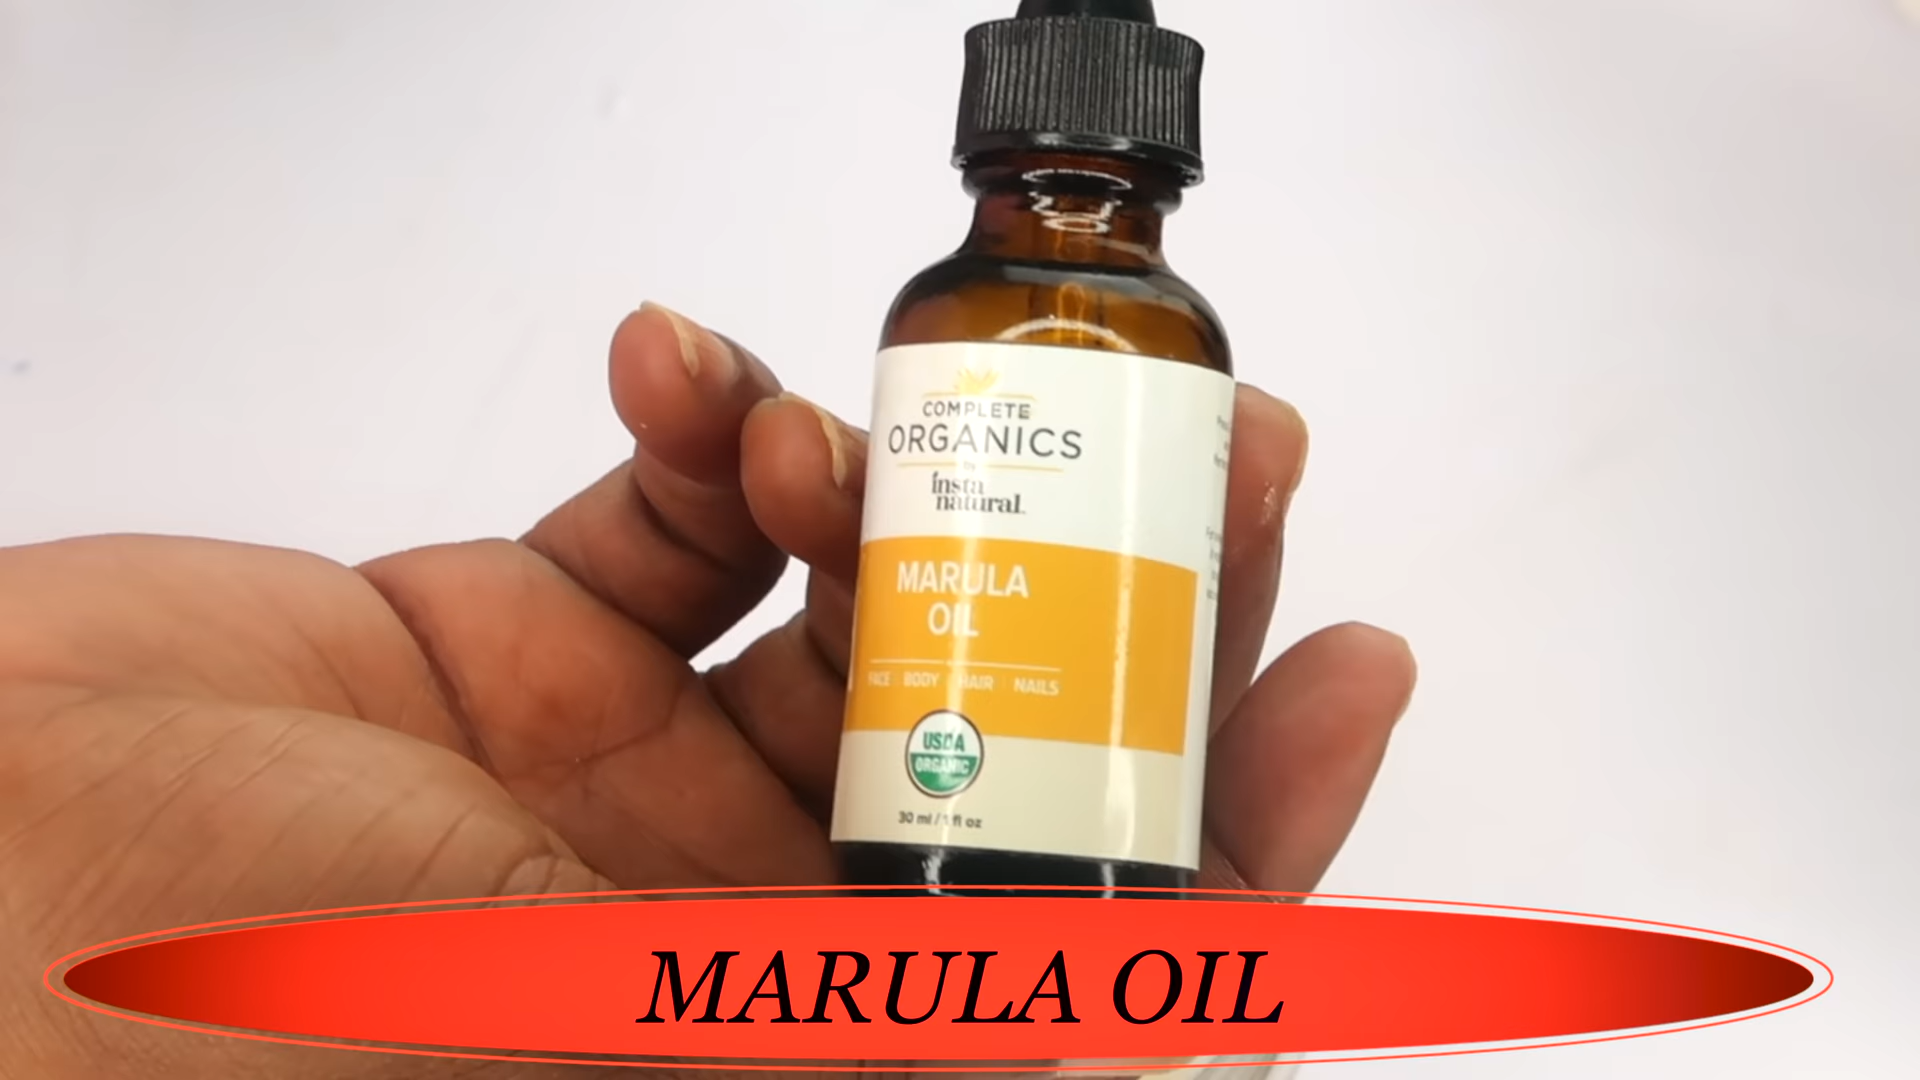 COMPLETE
ORGANICS
by
insta
natural.
MARULA
OIL
FACE BODY HAIR NAILS
USDA
ORGANIC
30 ml / 1 fl oz
MARULA OIL